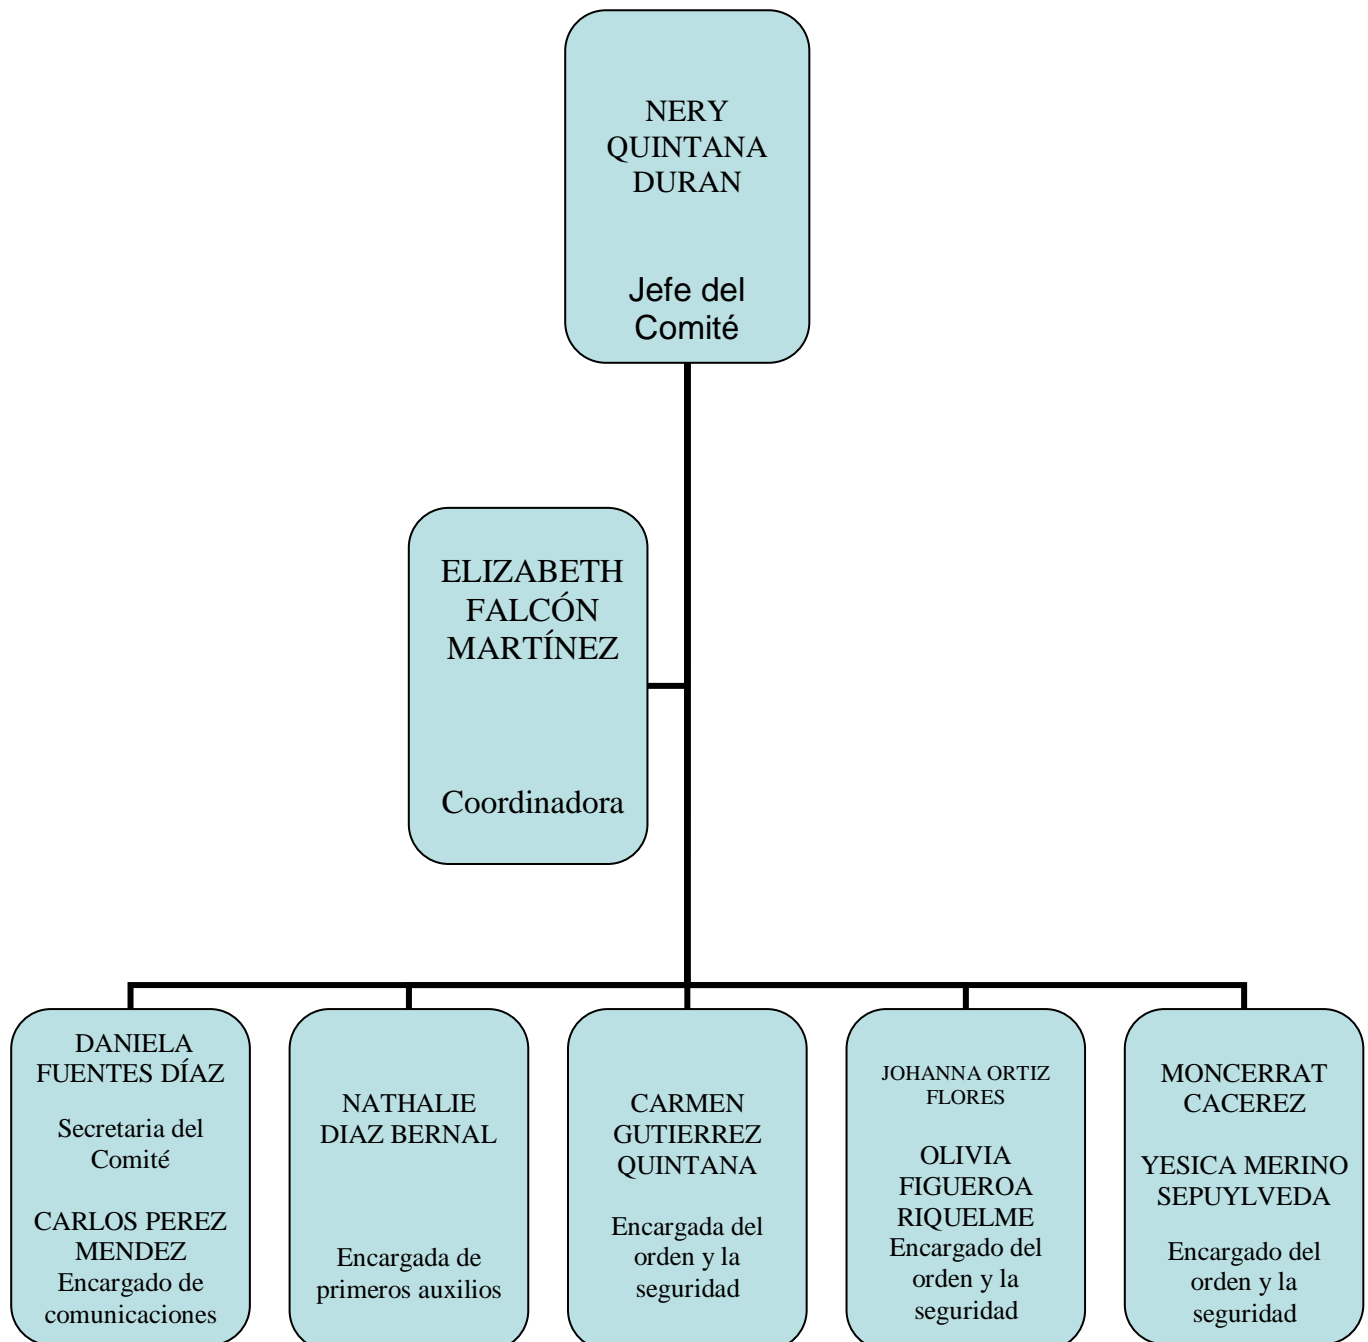 NERY
QUINTANA
DURAN
Jefe del
Comité
ELIZABETH
FALCÓN
MARTÍNEZ
Coordinadora
DANIELA
FUENTES DÍAZ
Secretaria del
Comité
CARLOS PEREZ
MENDEZ
Encargado de
comunicaciones
NATHALIE
DIAZ BERNAL
Encargada de
primeros auxilios
CARMEN
GUTIERREZ
QUINTANA
Encargada del
orden y la
seguridad
JOHANNA ORTIZ
FLORES
OLIVIA
FIGUEROA
RIQUELME
Encargado del
orden y la
seguridad
MONCERRAT
CACEREZ
YESICA MERINO
SEPUYLVEDA
Encargado del
orden y la
seguridad